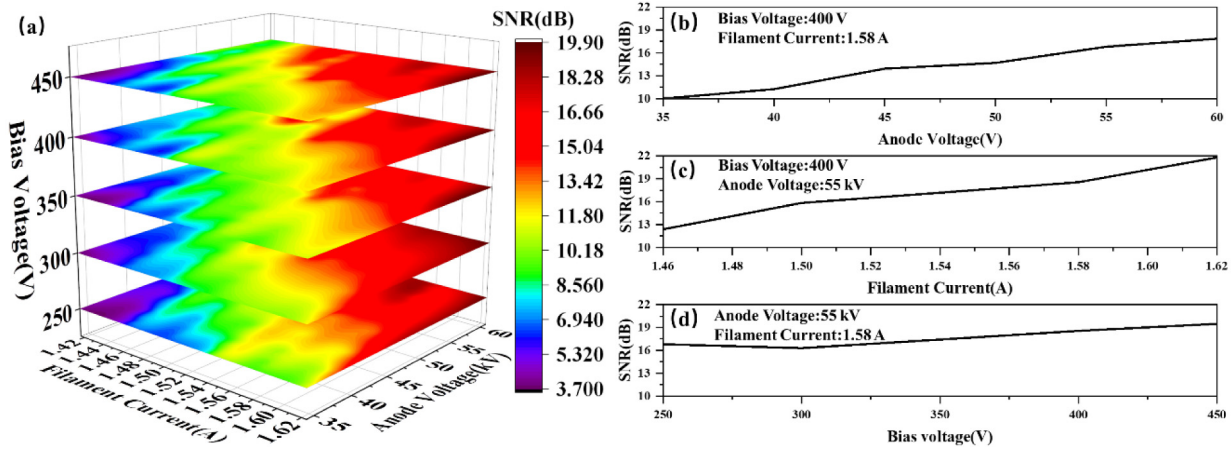 (a)
SNR(dB)
19.90
18.28
16.66
15.04
13.42
11.80
10.18
8.560
6.940
5.320
3.700
Bias Voltage(V)
450
400
350
300
250
1.42
1.44
1.46
1.48
1.50
1.52
1.54
1.56
1.58
1.60
1.62
Filament Current(A)
35
40
45
50
55
60
Anode Voltage(kV)
(b)
Bias Voltage:400 V
Filament Current:1.58 A
SNR(dB)
22
19
16
13
10
35 40 45 50 55 60
Anode Voltage(V)
(c)
Bias Voltage:400 V
Anode Voltage:55 kV
SNR(dB)
22
19
16
13
10
1.46 1.48 1.50 1.52 1.54 1.56 1.58 1.60 1.62
Filament Current(A)
(d)
Anode Voltage:55 kV
Filament Current:1.58 A
SNR(dB)
22
19
16
13
10
250 300 350 400 450
Bias voltage(V)